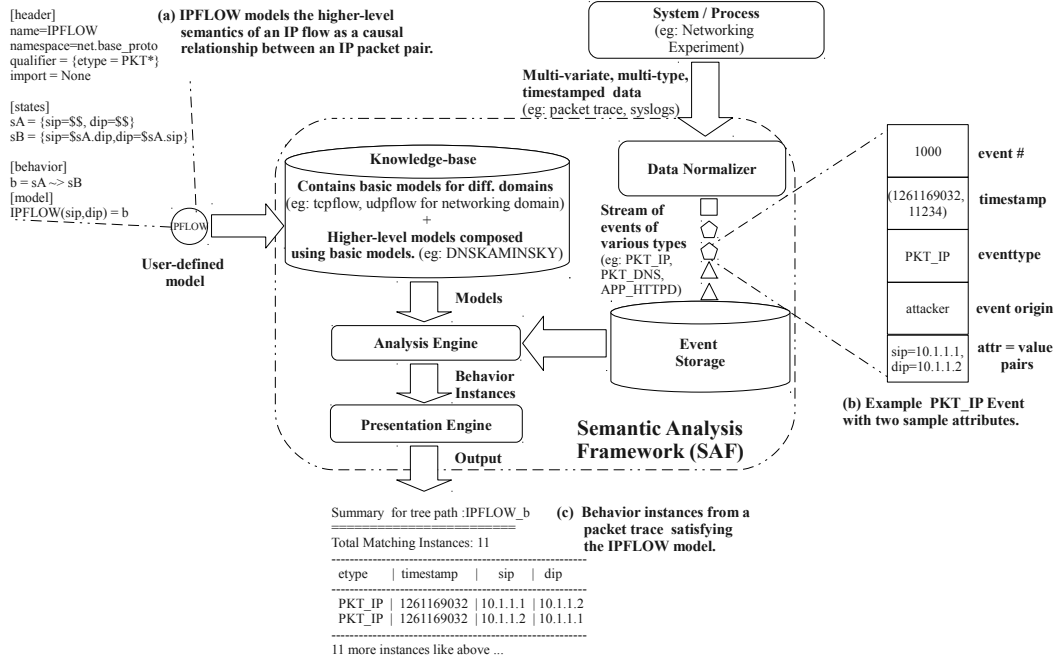 [header]
name=IPFLOW
namespace=net.base_proto
qualifier = {etype = PKT*}
import = None
[states]
sA = {sip=$$, dip=$$}
sB = {sip=$sA.dip,dip=$sA.sip}
[behavior]
b = sA ~> sB
[model]
IPFLOW(sip,dip) = b
(a) IPFLOW models the higher-level
semantics of an IP flow as a causal
relationship between an IP packet pair.
PFLOW
User-defined
model
System / Process
(eg: Networking
Experiment)
Multi-variate, multi-type,
timestamped data
(eg: packet trace, syslogs)
Knowledge-base
Contains basic models for diff. domains
(eg: tcpflow, udpflow for networking domain)
+
Higher-level models composed
using basic models. (eg: DNSKAMINSKY)
Data Normalizer
Stream of
events of
various types
(eg: PKT_IP,
PKT_DNS,
APP_HTTPD)
Models
Analysis Engine
Event
Storage
Behavior
Instances
Presentation Engine
Output
Semantic Analysis
Framework (SAF)
1000
event #
(1261169032,
11234)
timestamp
PKT_IP
eventtype
attacker
event origin
sip=10.1.1.1,
dip=10.1.1.2
attr = value
pairs
(b) Example PKT_IP Event
with two sample attributes.
Summary for tree path :IPFLOW_b
==========================
Total Matching Instances: 11
-----------------------------------------------------
etype | timestamp | sip | dip
-----------------------------------------------------
PKT_IP | 1261169032 | 10.1.1.1 | 10.1.1.2
PKT_IP | 1261169032 | 10.1.1.2 | 10.1.1.1
-----------------------------------------------------
11 more instances like above ...
(c) Behavior instances from a
packet trace satisfying
the IPFLOW model.